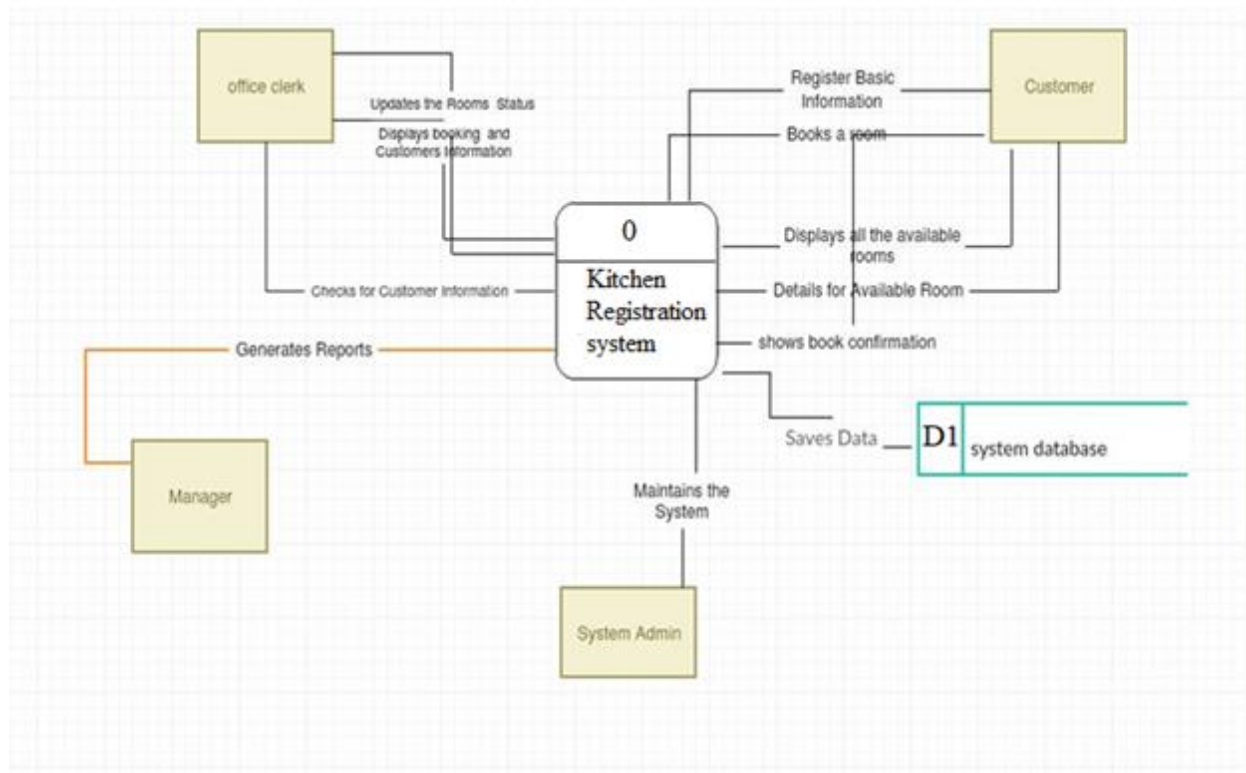 office clerk
Updates the Rooms Status
Displays booking and
Customers Information
Checks for Customer Information
Register Basic
Information
Customer
Books a room
0
Kitchen
Registration
system
Displays all the available
rooms
Details for Available Room
shows book confirmation
Generates Reports
Saves Data
D1
system database
Manager
Maintains the
System
System Admin